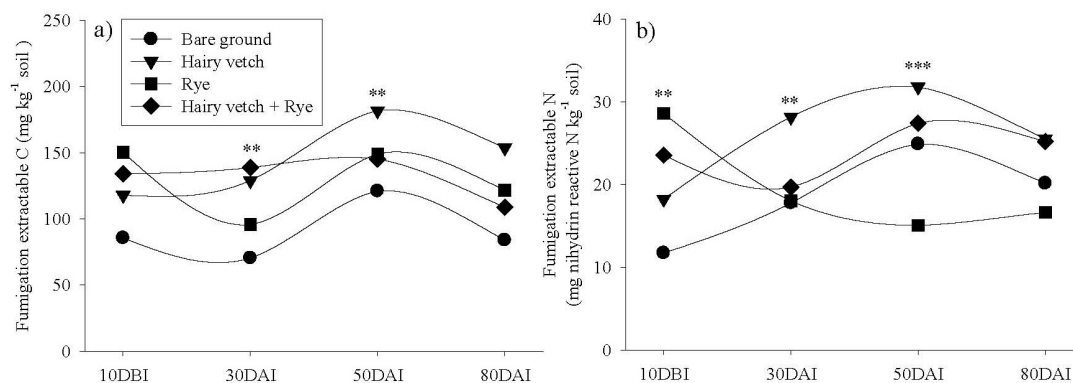 a)
Fumigation extractable C (mg kg-1 soil )
250
200
150
100
50
0
Bare ground
Hairy vetch
Rye
Hairy vetch + Rye
**
**
10DBI 30DAI 50DAI 80DAI
b)
Fumigation extractable N
(mg nihydrin reactive N kg-1 soil)
40
30
20
10
0
**
**
***
10DBI 30DAI 50DAI 80DAI